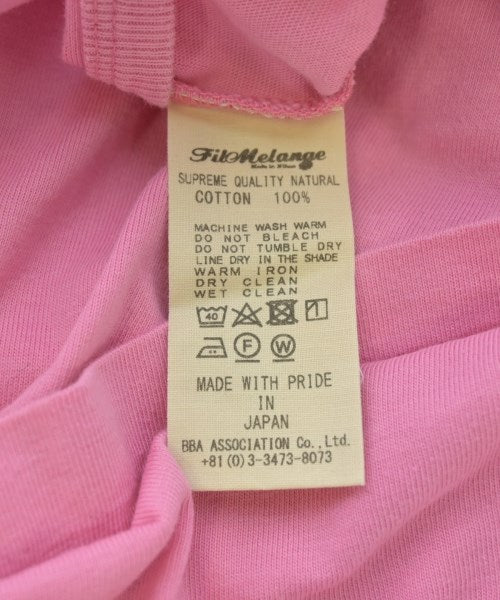 Fil Melange
SUPREME QUALITY NATURAL
COTTON 100%
MACHINE WASH WARM
DO NOT BLEACH
DO NOT TUMBLE DRY
LINE DRY IN THE SHADE
WARM IRON
DRY CLEAN
WET CLEAN
40
F W
MADE WITH PRIDE
IN
JAPAN
BBA ASSOCIATION Co., Ltd.
+81(0)3-3473-8073